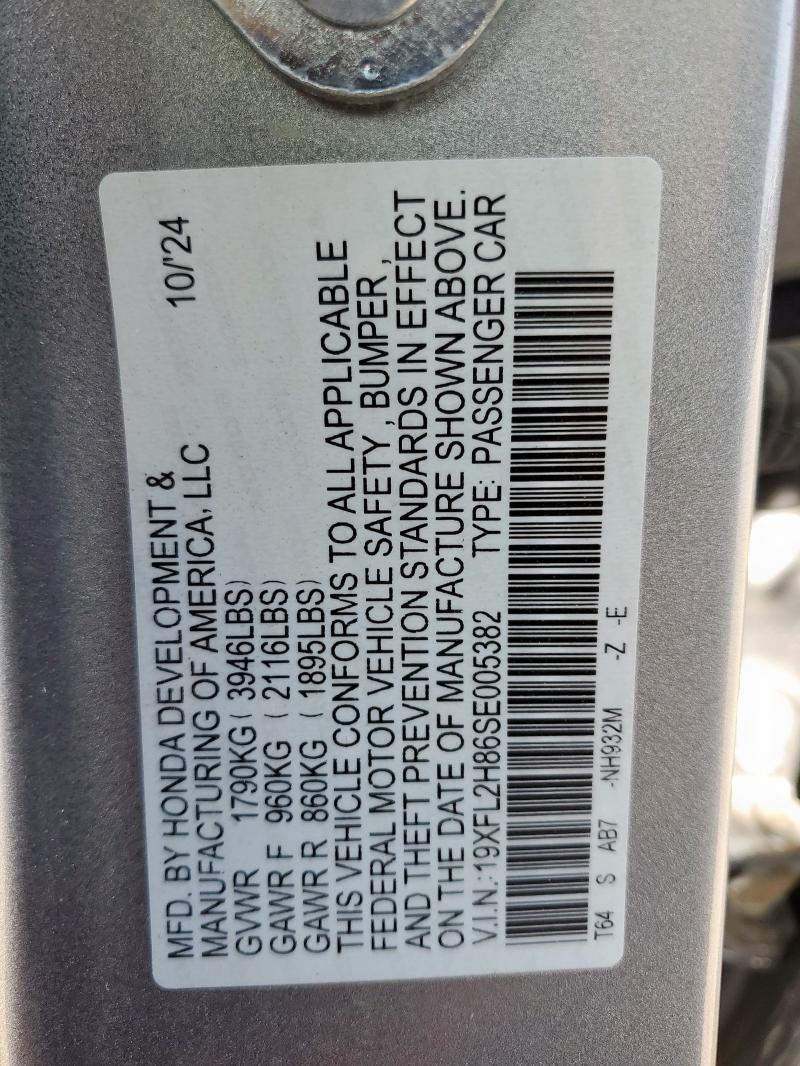 MFD. BY HONDA DEVELOPMENT &
MANUFACTURING OF AMERICA, LLC 10/'24
GVWR 1790KG ( 3946LBS)
GAWR F 960KG ( 2116LBS)
GAWR R 860KG ( 1895LBS)
THIS VEHICLE CONFORMS TO ALL APPLICABLE
FEDERAL MOTOR VEHICLE SAFETY , BUMPER ,
AND THEFT PREVENTION STANDARDS IN EFFECT
ON THE DATE OF MANUFACTURE SHOWN ABOVE.
V.I.N.: 19XFL2H86SE005382 TYPE: PASSENGER CAR
T64 S AB7 -NH932M -Z -E